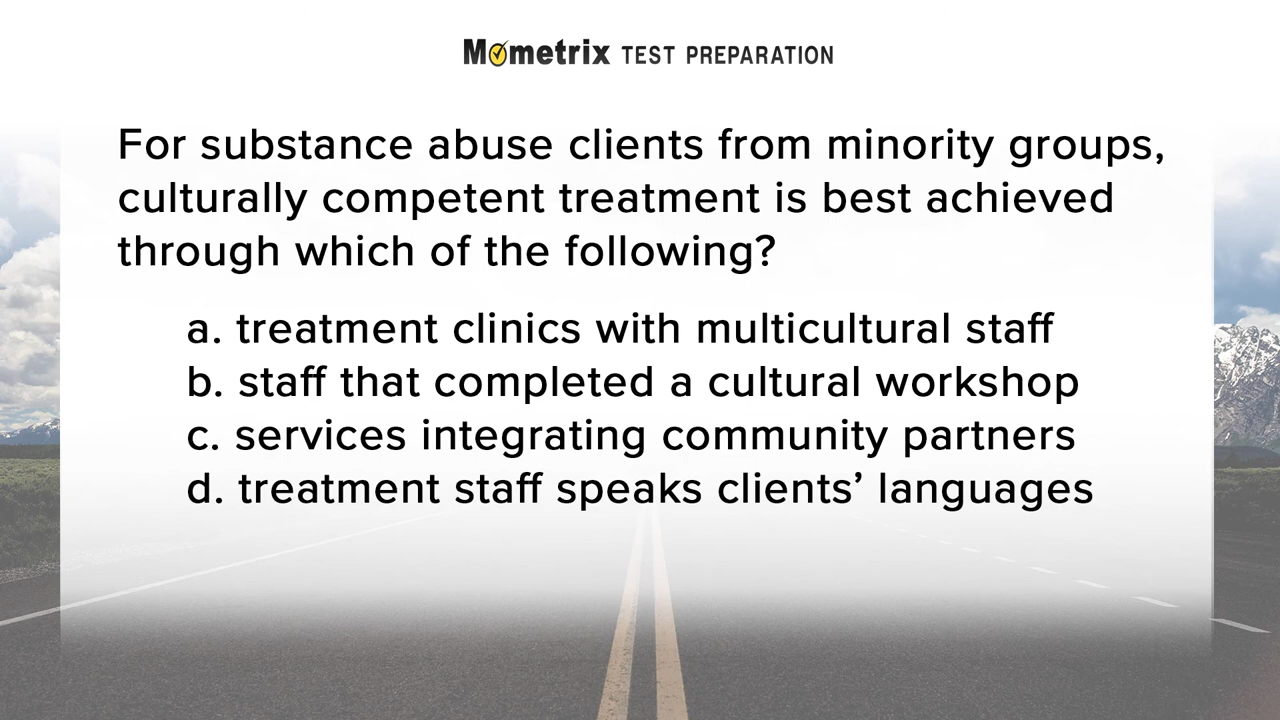 Mometrix TEST PREPARATION
For substance abuse clients from minority groups,
culturally competent treatment is best achieved
through which of the following?
a. treatment clinics with multicultural staff
b. staff that completed a cultural workshop
c. services integrating community partners
d. treatment staff speaks clients’ languages